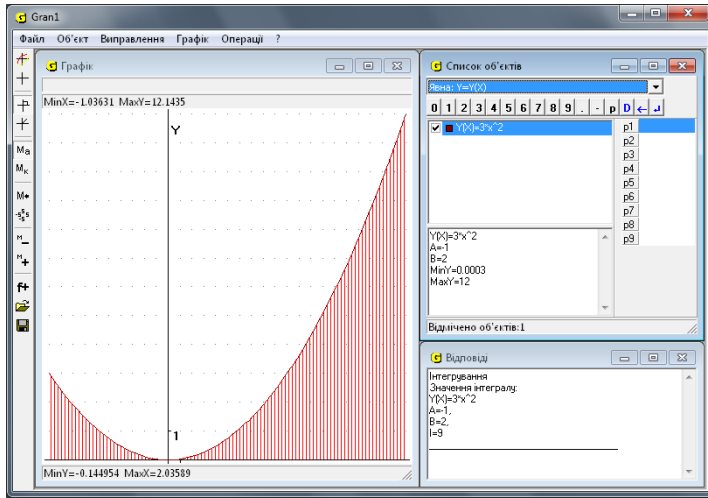 Gran1
Файл Об'єкт Виправлення Графік Операції ?
Графік
MinX=-1.03631 MaxY=12.1435
Y
1
MinY=-0.144954 MaxX=2.03589
Ma
Mк
M
M
f+
Список об'єктів
Явна: Y=Y(X)
0 1 2 3 4 5 6 7 8 9 . - p D ← ↲
Y(X)=3*x^2
p1
p2
p3
p4
p5
p6
p7
p8
p9
Y(X)=3*x^2
A=-1
B=2
MinY=0.0003
MaxY=12
Відмічено об'єктів:1
Відповіді
Інтегрування
Значення інтегралу:
Y(X)=3*x^2
A=-1,
B=2,
I=9